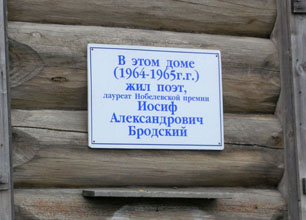 В этом доме
(1964-1965г.г.)
жил поэт,
лауреат Нобелевской премии
Иосиф
Александрович
Бродский